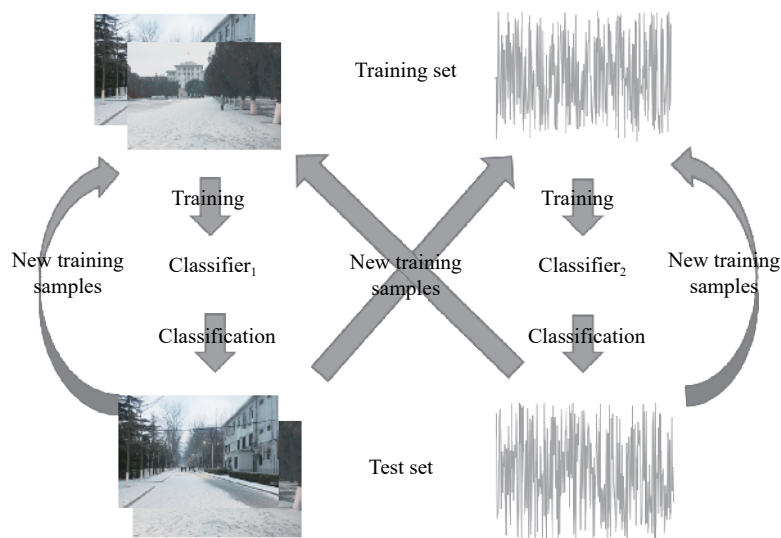 Training set
Training
Training
New training
samples
Classifier₁
New training
samples
Classifier₂
New training
samples
Classification
Classification
Test set